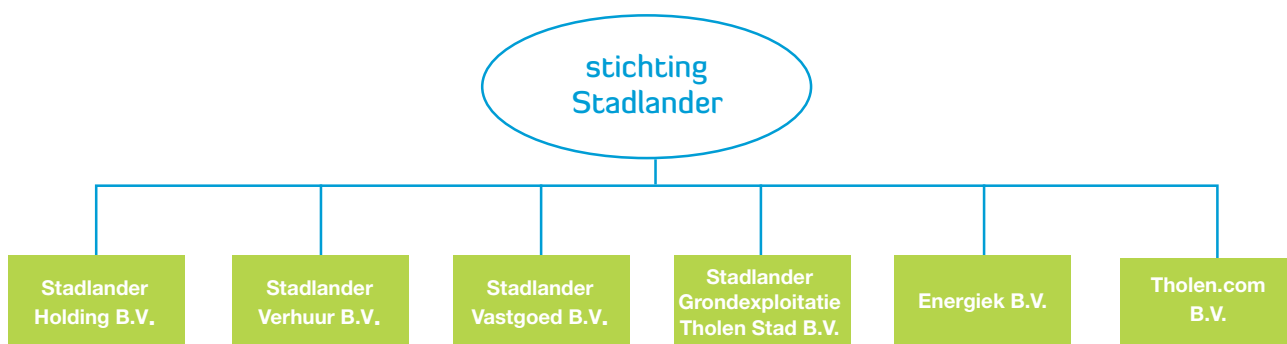 stichting
Stadlander
Stadlander
Holding B.V.
Stadlander
Verhuur B.V.
Stadlander
Vastgoed B.V.
Stadlander
Grondexploitatie
Tholen Stad B.V.
Energiek B.V.
Tholen.com
B.V.